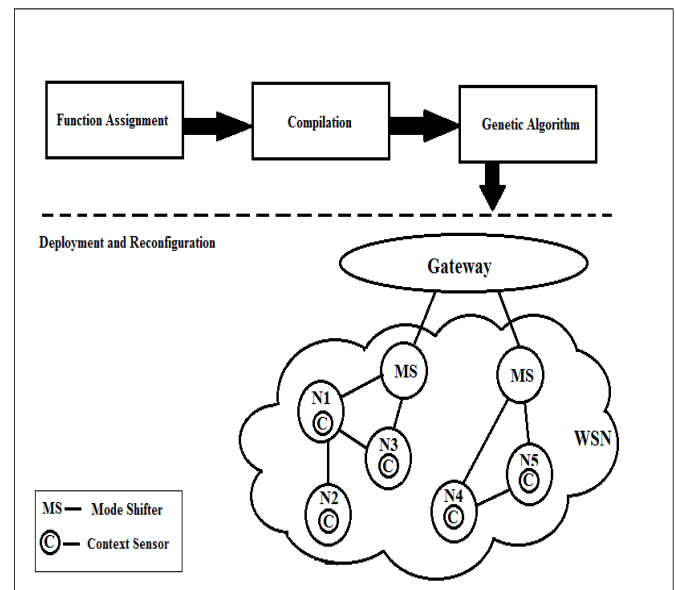 Function Assignment
Compilation
Genetic Algorithm
Deployment and Reconfiguration
Gateway
MS
MS
N1
C
N3
C
WSN
N5
C
N2
C
N4
C
MS — Mode Shifter
C — Context Sensor